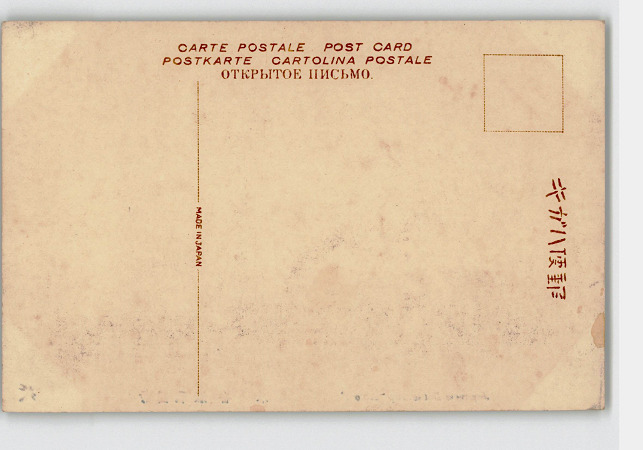 CARTE POSTALE POST CARD
POSTKARTE CARTOLINA POSTALE
ОТКРЫТОЕ ПИСЬМО.
MADE IN JAPAN
郵便ハガキ